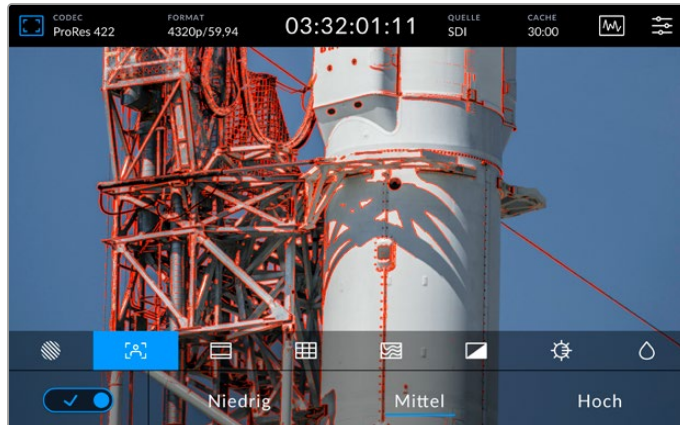 CODEC FORMAT 03:32:01:11 QUELLE CACHE
ProRes 422 4320p/59,94 SDI 30:00
Niedrig Mittel Hoch